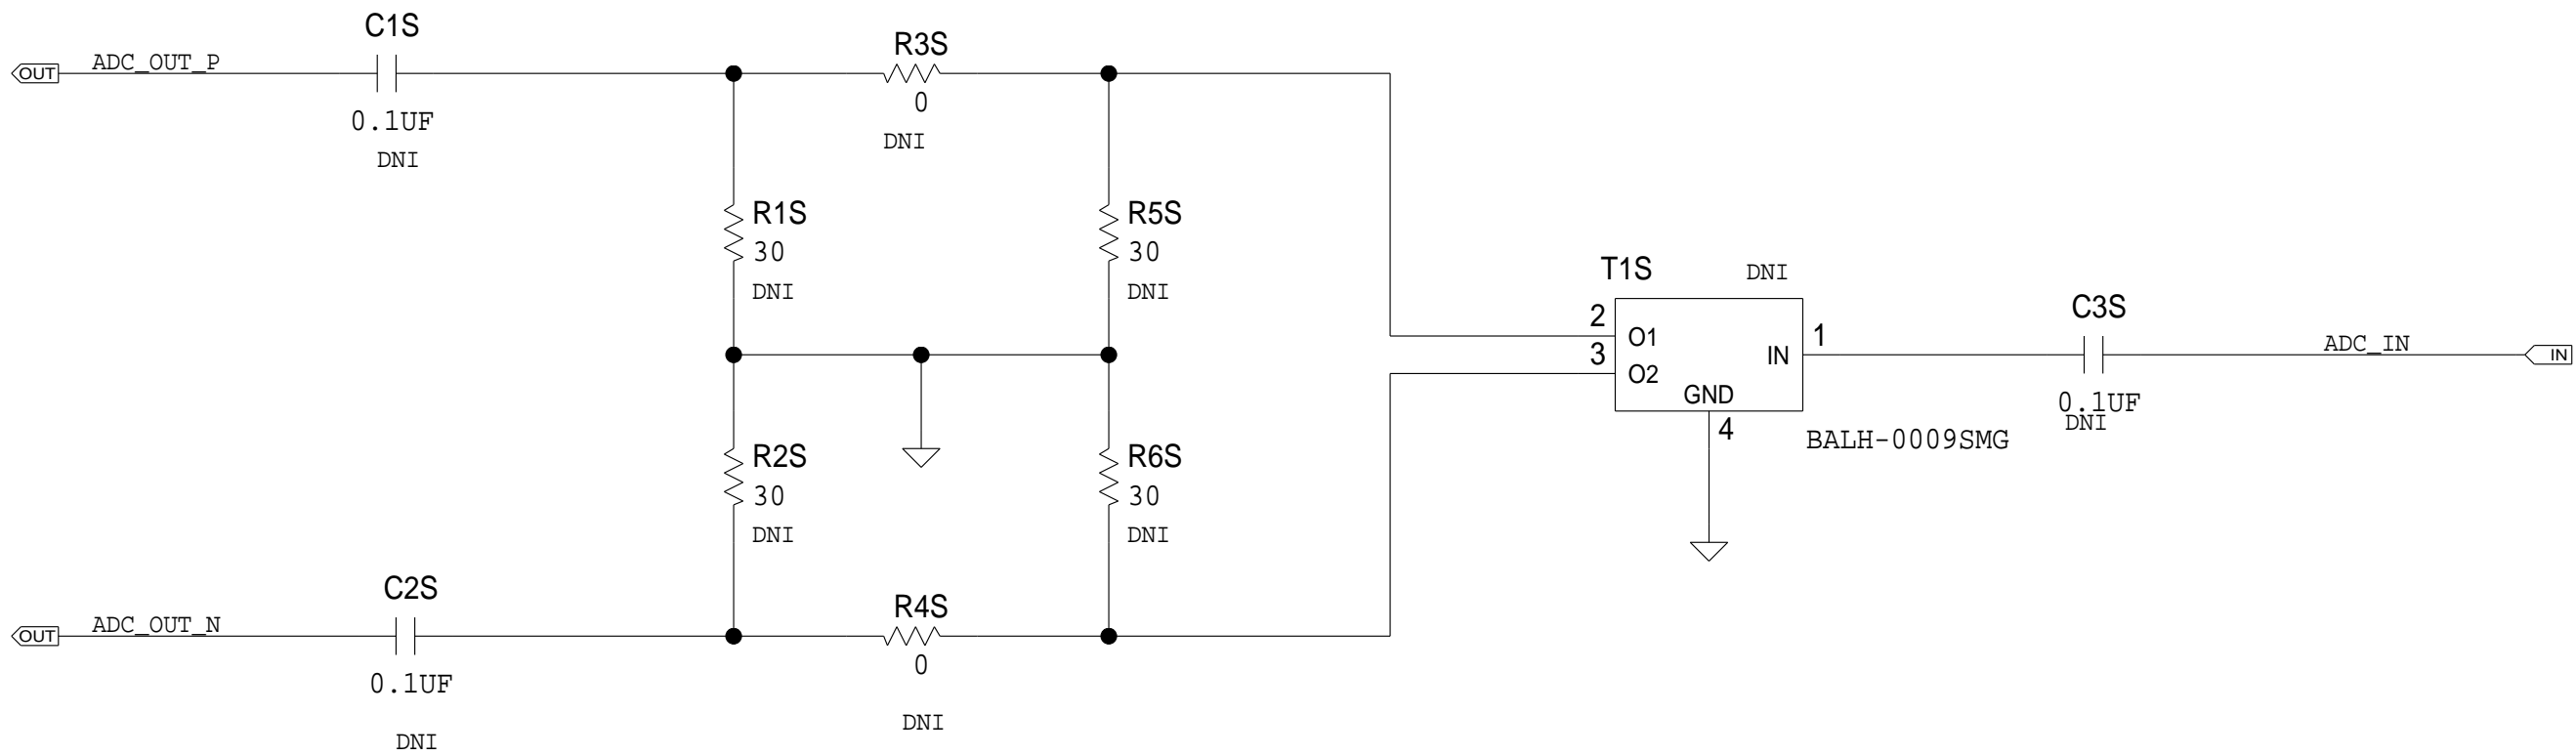 C1S
OUT
ADC_OUT_P
0.1UF
DNI
R3S
0
DNI
R1S
30
DNI
R5S
30
DNI
R2S
30
DNI
R6S
30
DNI
C2S
OUT
ADC_OUT_N
0.1UF
DNI
R4S
0
DNI
T1S
DNI
2
O1
3
O2
IN
1
GND
4
BALH-0009SMG
C3S
0.1UF
DNI
ADC_IN
IN